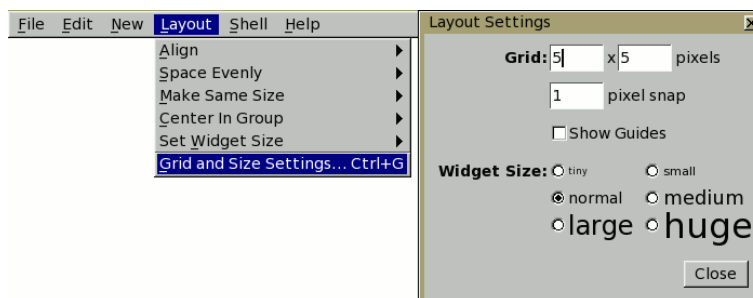 File Edit New Layout Shell Help
Align
Space Evenly
Make Same Size
Center In Group
Set Widget Size
Grid and Size Settings... Ctrl+G
Layout Settings
Grid: 5 x 5 pixels
1 pixel snap
Show Guides
Widget Size: tiny small
normal medium
large huge
Close